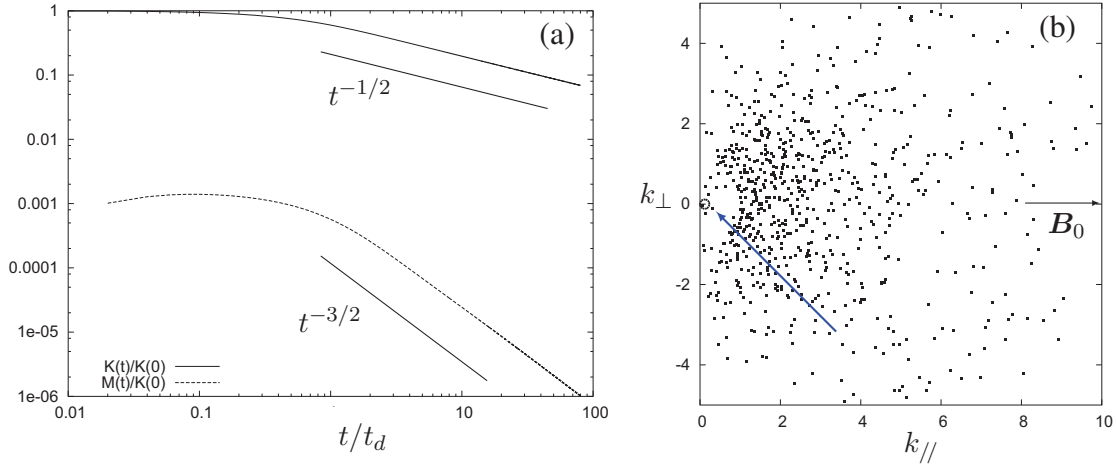 (a)
1
0.1
0.01
0.001
0.0001
1e-05
1e-06
t^{-1/2}
t^{-3/2}
K(t)/K(0)
M(t)/K(0)
0.01 0.1 1 10 100
t/t_d
(b)
4
2
0
-2
-4
k_⊥
B_0
0 2 4 6 8 10
k_{//}